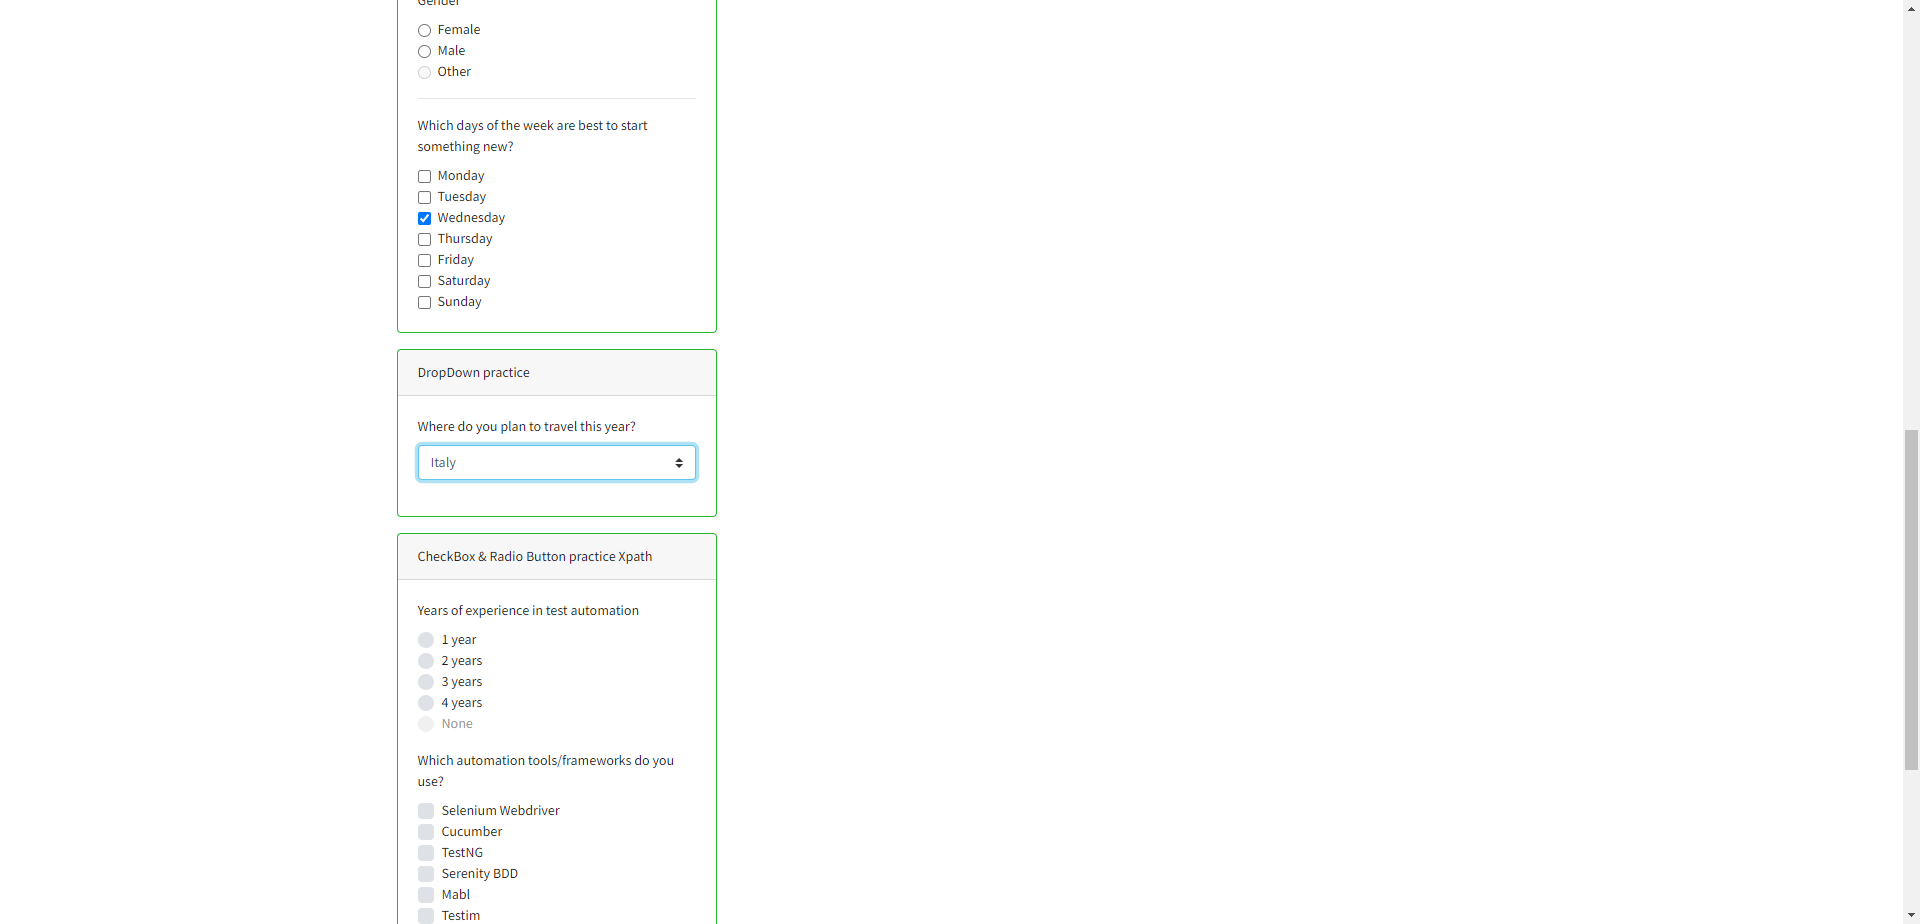 Gender
Female
Male
Other
Which days of the week are best to start
something new?
Monday
Tuesday
Wednesday
Thursday
Friday
Saturday
Sunday
DropDown practice
Where do you plan to travel this year?
Italy
CheckBox & Radio Button practice Xpath
Years of experience in test automation
1 year
2 years
3 years
4 years
None
Which automation tools/frameworks do you
use?
Selenium Webdriver
Cucumber
TestNG
Serenity BDD
Mabl
Testim